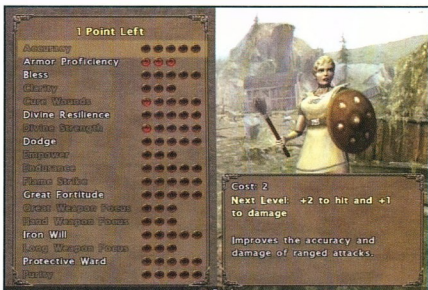 1 Point Left
Accuracy
Armor Proficiency
Bless
Clarity
Cure Wounds
Divine Resilience
Divine Strength
Dodge
Empower
Endurance
Flame Strike
Great Fortitude
Great Weapon Focus
Hand Weapon Focus
Iron Will
Long Weapon Focus
Protective Ward
Purity
Cost: 2
Next Level: +2 to hit and +1
to damage
Improves the accuracy and
damage of ranged attacks.